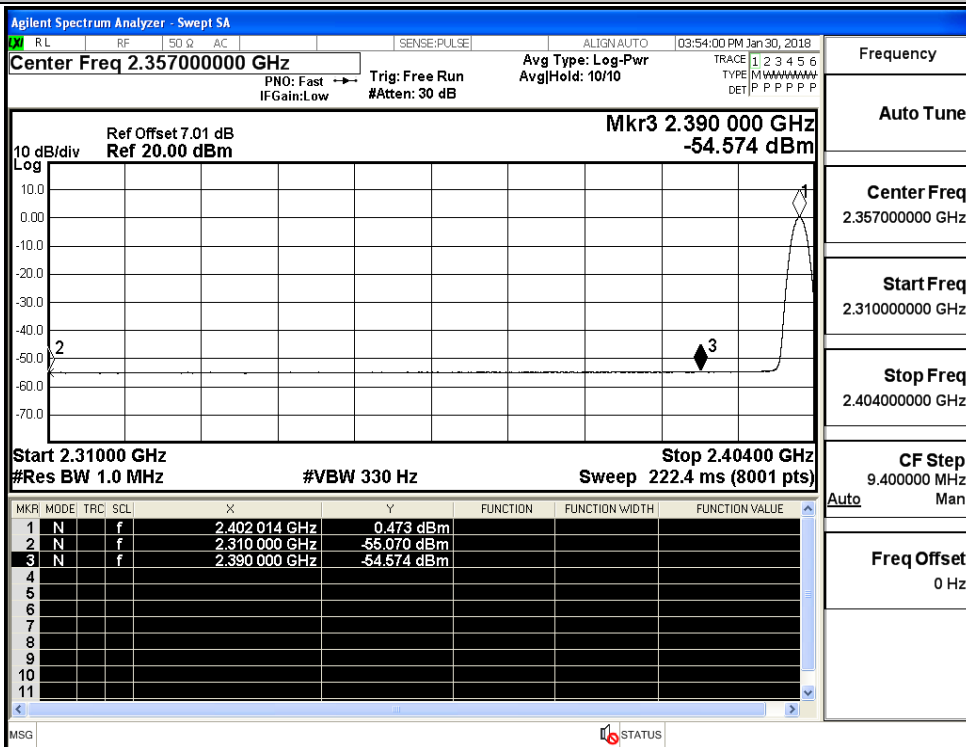 Agilent Spectrum Analyzer - Swept SA
LXI RL RF 50 Ω AC SENSE:PULSE ALIGN AUTO 03:54:00 PM Jan 30, 2018
Center Freq 2.357000000 GHz
PNO: Fast
IFGain:Low
Trig: Free Run
#Atten: 30 dB
Avg Type: Log-Pwr
Avg|Hold: 10/10
TRACE 1 2 3 4 5 6
TYPE M WWWWW
DET P P P P P P
Ref Offset 7.01 dB
10 dB/div Ref 20.00 dBm
Log
Mkr3 2.390 000 GHz
-54.574 dBm
10.0
0.00
-10.0
-20.0
-30.0
-40.0
-50.0
-60.0
-70.0
1
2
3
Start 2.31000 GHz Stop 2.40400 GHz
#Res BW 1.0 MHz #VBW 330 Hz Sweep 222.4 ms (8001 pts)
MKR MODE TRC SCL X Y FUNCTION FUNCTION WIDTH FUNCTION VALUE
1 N f 2.402 014 GHz 0.473 dBm
2 N f 2.310 000 GHz -55.070 dBm
3 N f 2.390 000 GHz -54.574 dBm
4
5
6
7
8
9
10
11
MSG STATUS
Frequency
Auto Tune
Center Freq
2.357000000 GHz
Start Freq
2.310000000 GHz
Stop Freq
2.404000000 GHz
CF Step
9.400000 MHz
Auto Man
Freq Offset
0 Hz